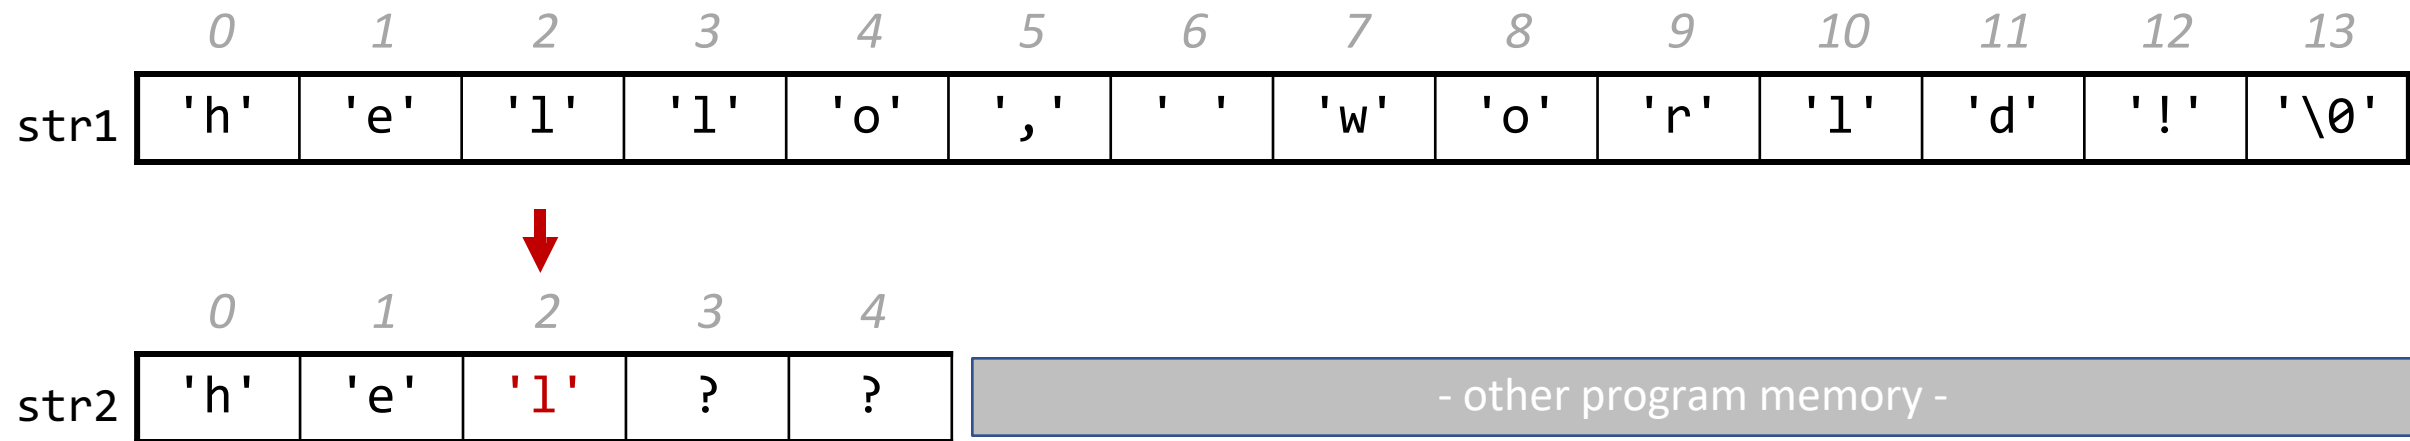 0 1 2 3 4 5 6 7 8 9 10 11 12 13
str1 'h' 'e' 'l' 'l' 'o' ',' ' ' 'w' 'o' 'r' 'l' 'd' '!' '\0'
0 1 2 3 4
str2 'h' 'e' 'l' ? ? - other program memory -